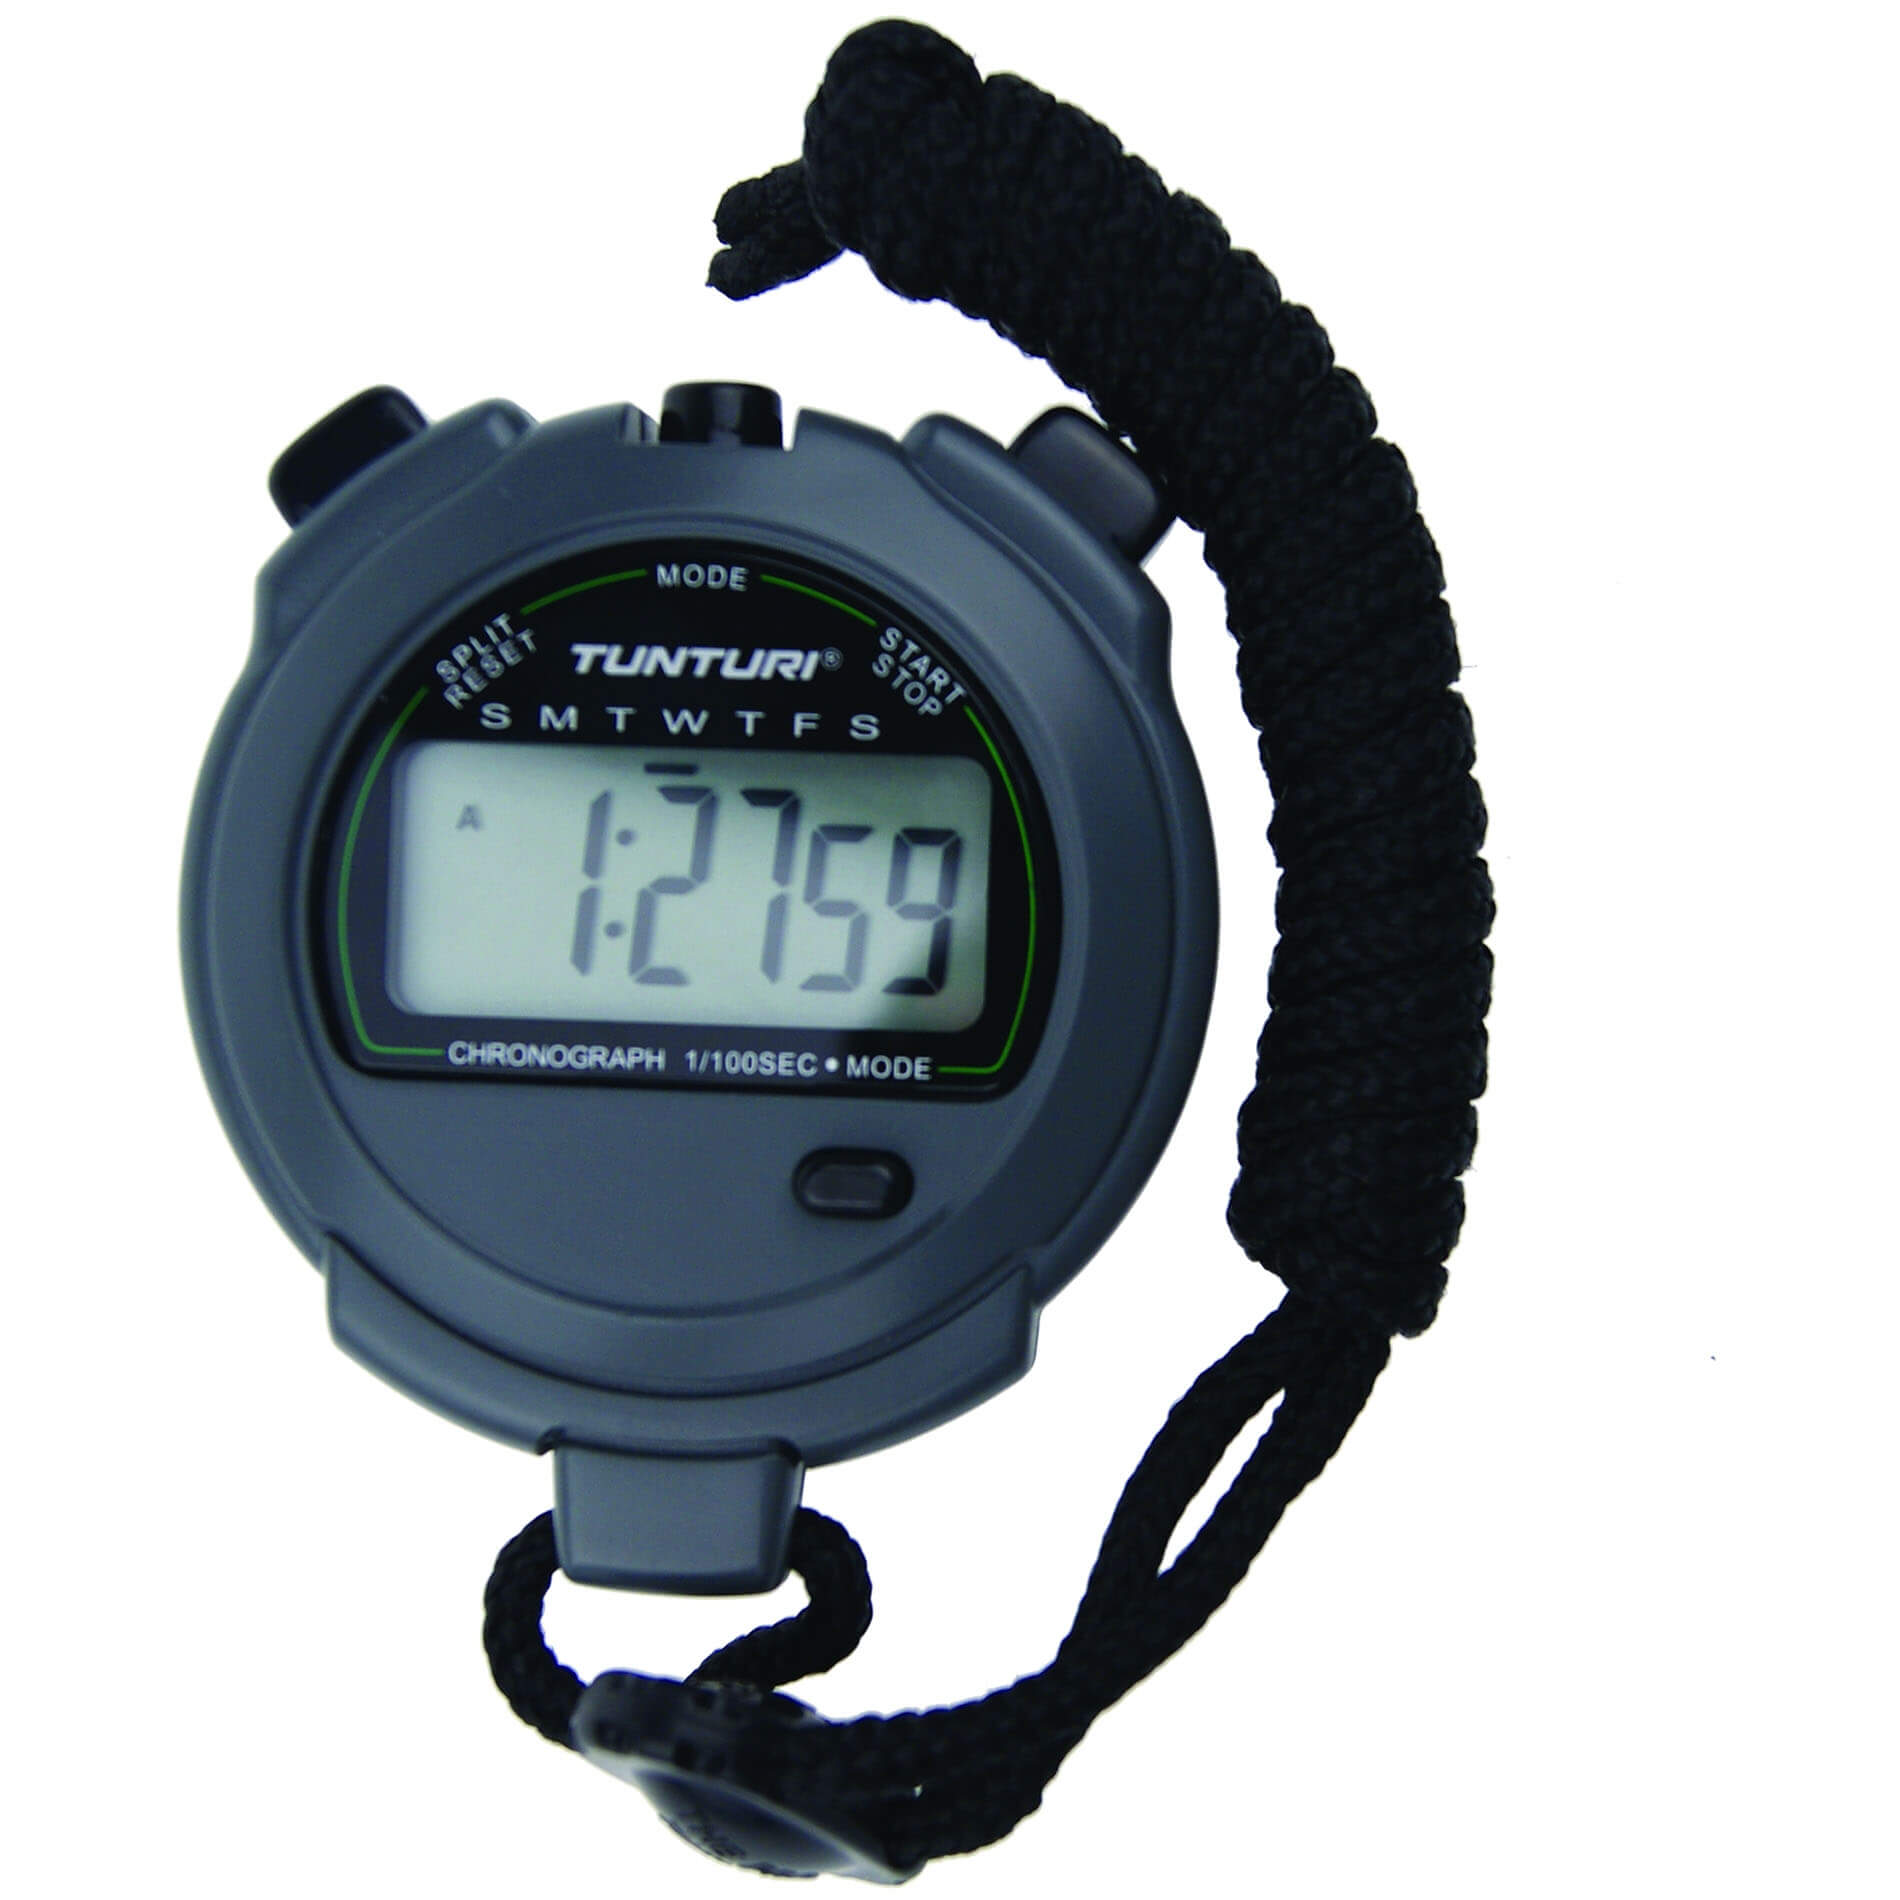 MODE
SPLIT
RESET
START
STOP
TUNTURI®
S M T W T F S
A
1:27 59
CHRONOGRAPH 1/100SEC • MODE